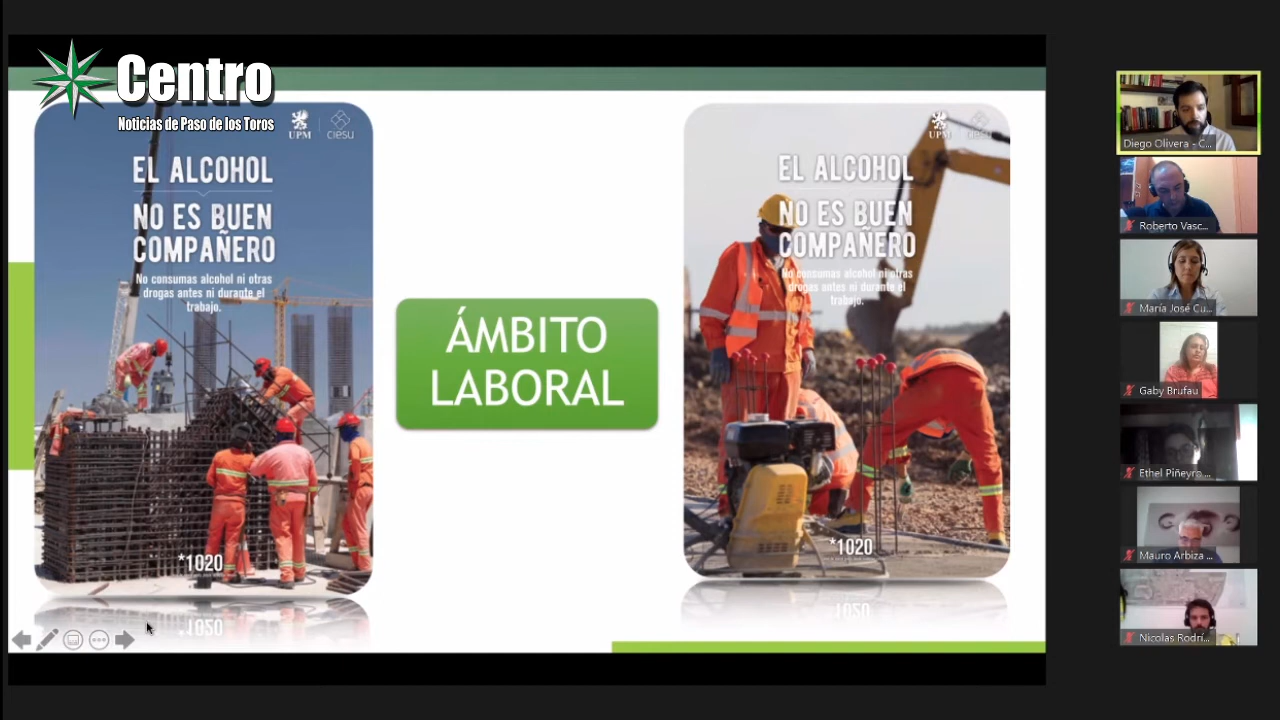 Centro
Noticias de Paso de los Toros
UPM
ciesu
EL ALCOHOL
NO ES BUEN
COMPAÑERO
No consumas alcohol ni otras
drogas antes ni durante el
trabajo.
*1020
ÁMBITO
LABORAL
UPM
ciesu
EL ALCOHOL
NO ES BUEN
COMPAÑERO
No consumas alcohol ni otras
drogas antes ni durante el
trabajo.
*1020
Diego Olivera - C...
Roberto Vasc...
María José Cu...
Gaby Brufau
Ethel Piñeyro ...
Mauro Arbiza ...
Nicolas Rodrí...